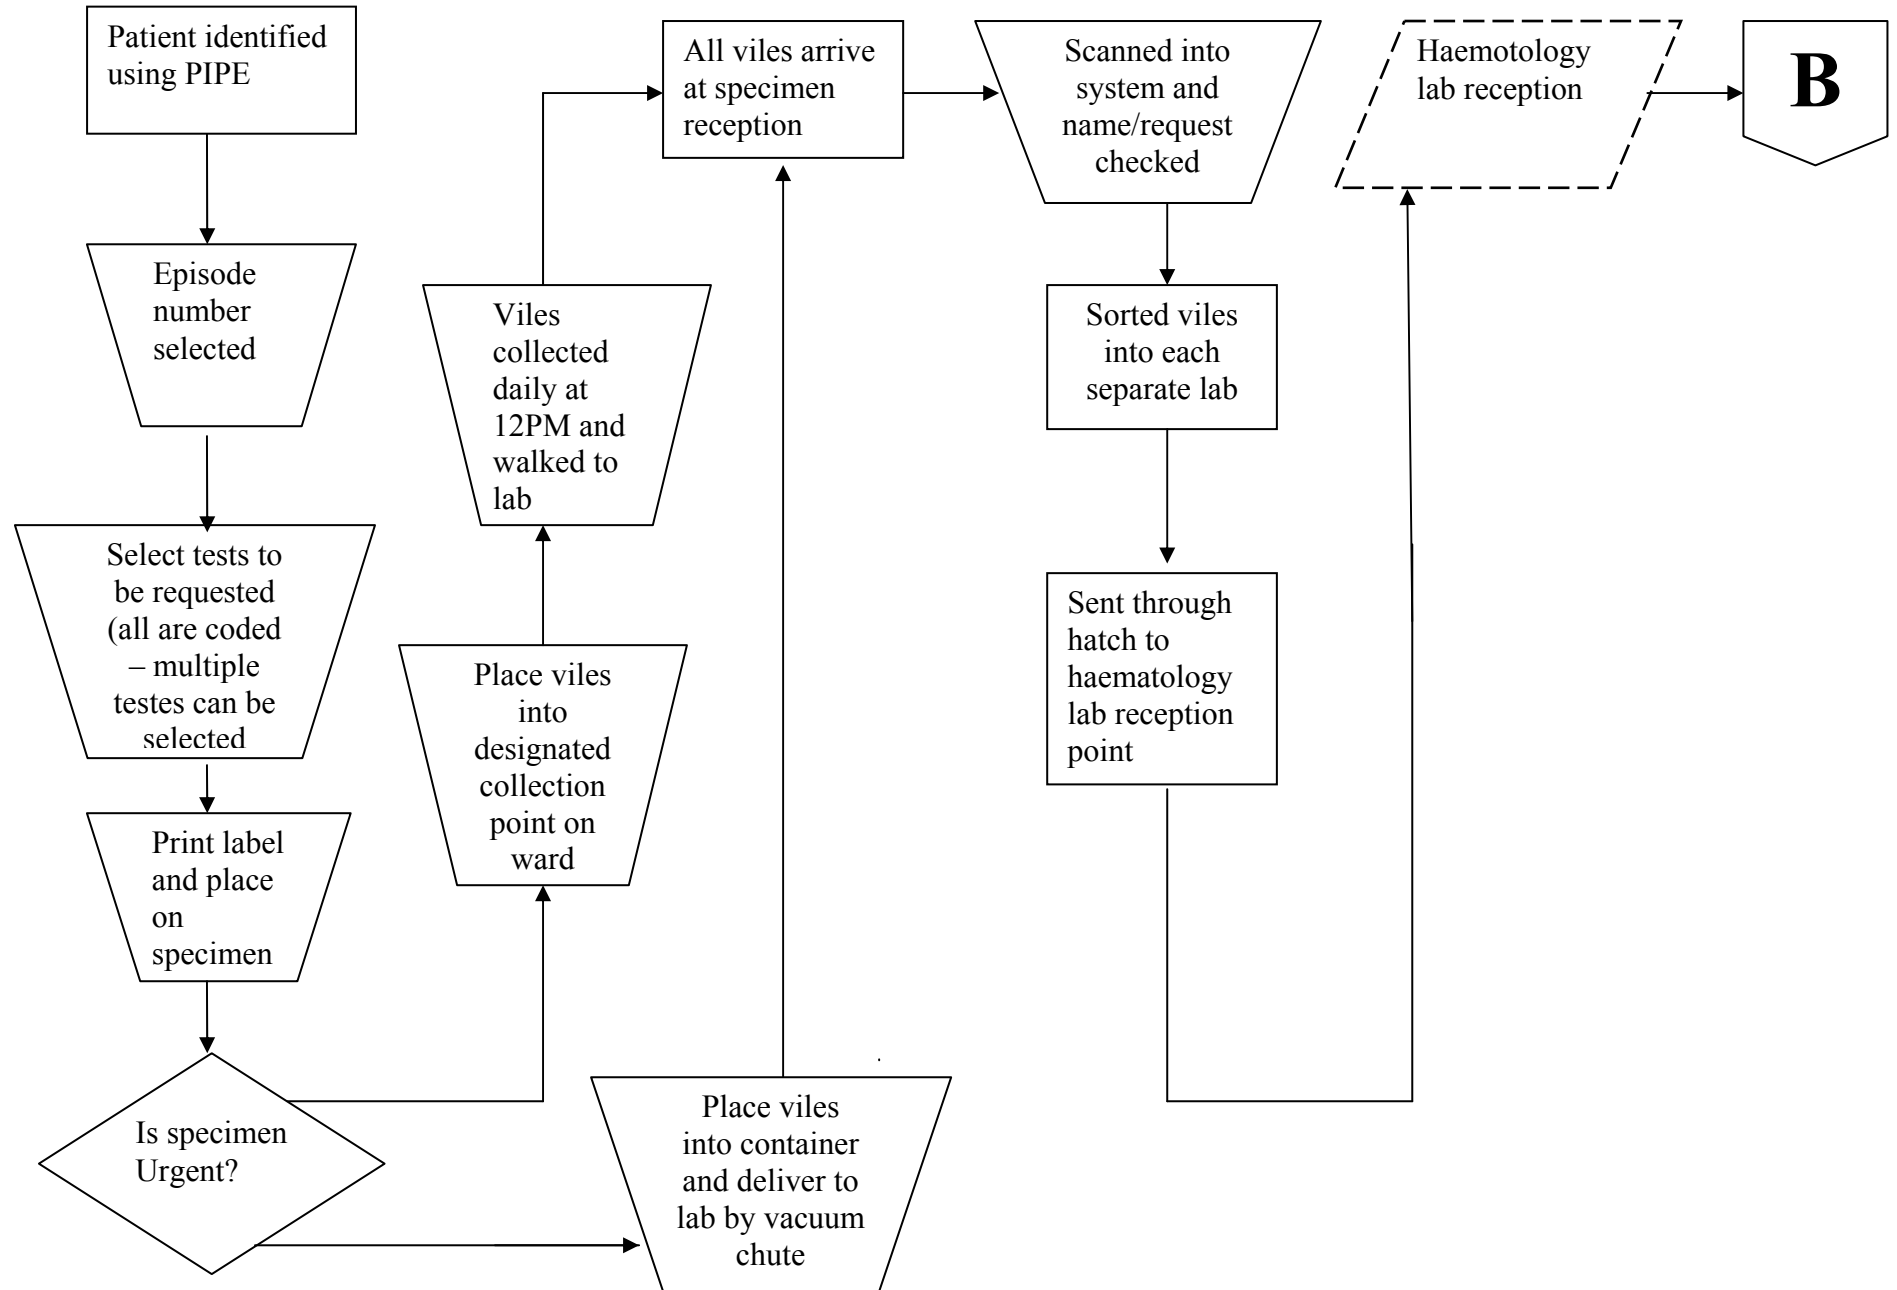 Patient identified
using PIPE
Episode
number
selected
Select tests to
be requested
(all are coded
– multiple
testes can be
selected
Print label
and place
on
specimen
Is specimen
Urgent?
Place viles
into
designated
collection
point on
ward
Viles
collected
daily at
12PM and
walked to
lab
Place viles
into container
and deliver to
lab by vacuum
chute
All viles arrive
at specimen
reception
Scanned into
system and
name/request
checked
Sorted viles
into each
separate lab
Sent through
hatch to
haematology
lab reception
point
Haemotology
lab reception
B